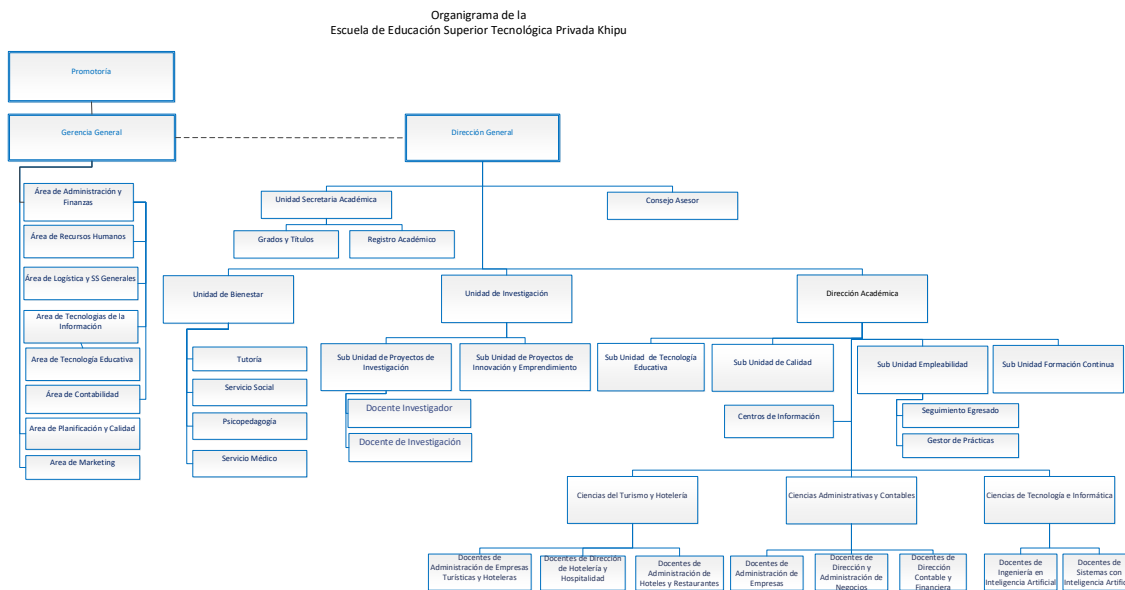 Organigrama de la
Escuela de Educación Superior Tecnológica Privada Khipu
Promotoría
Gerencia General
Dirección General
Área de Administración y
Finanzas
Unidad Secretaria Académica
Consejo Asesor
Área de Recursos Humanos
Grados y Títulos
Registro Académico
Área de Logística y SS Generales
Unidad de Bienestar
Unidad de Investigación
Dirección Académica
Area de Tecnologías de la
Información
Area de Tecnología Educativa
Área de Contabilidad
Area de Planificación y Calidad
Area de Marketing
Tutoría
Servicio Social
Psicopedagogía
Servicio Médico
Sub Unidad de Proyectos de
Investigación
Sub Unidad de Proyectos de
Innovación y Emprendimiento
Docente Investigador
Docente de Investigación
Sub Unidad de Tecnología
Educativa
Sub Unidad de Calidad
Sub Unidad Empleabilidad
Sub Unidad Formación Continua
Centros de Información
Seguimiento Egresado
Gestor de Prácticas
Ciencias del Turismo y Hotelería
Ciencias Administrativas y Contables
Ciencias de Tecnología e Informática
Docentes de
Administración de Empresas
Turísticas y Hoteleras
Docentes de Dirección
de Hotelería y
Hospitalidad
Docentes de
Administración de
Hoteles y Restaurantes
Docentes de
Administración de
Empresas
Docentes de
Dirección y
Administración de
Negocios
Docentes de
Dirección
Contable y
Financiera
Docentes de
Ingeniería en
Inteligencia Artificial
Docentes de
Sistemas con
Inteligencia Artific